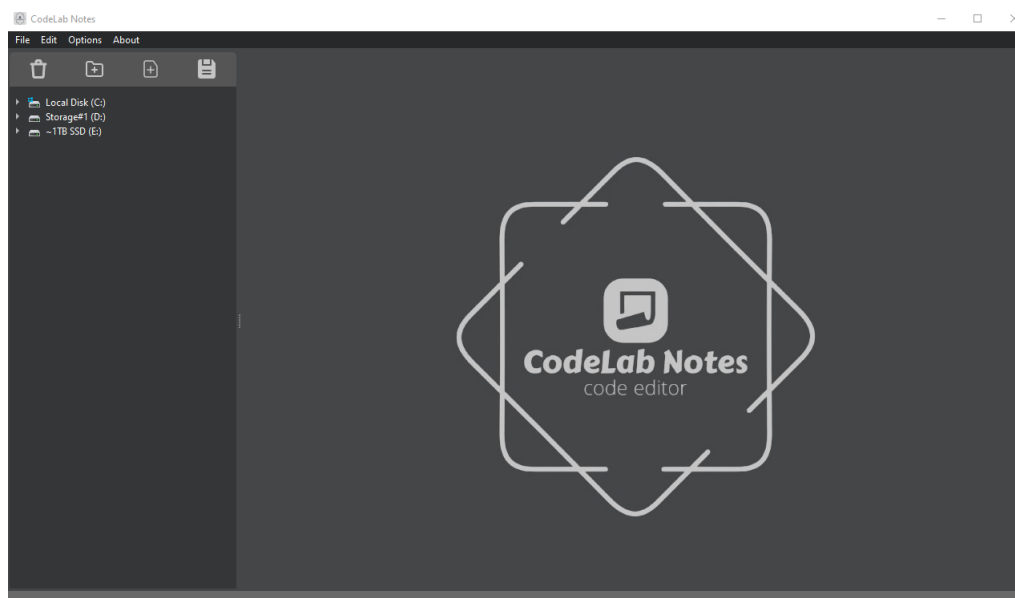 CodeLab Notes
File Edit Options About
Local Disk (C:)
Storage#1 (D:)
~1TB SSD (E:)
CodeLab Notes
code editor